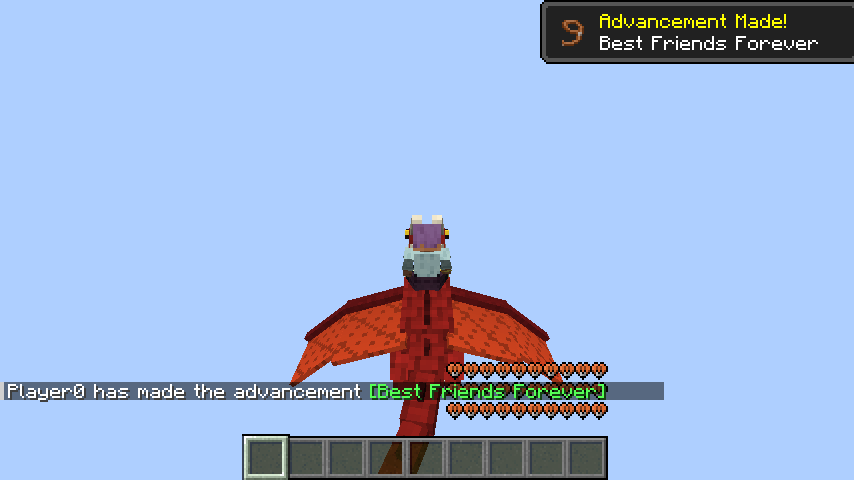 Advancement Made!
Best Friends Forever
Player0 has made the advancement [Best Friends Forever]